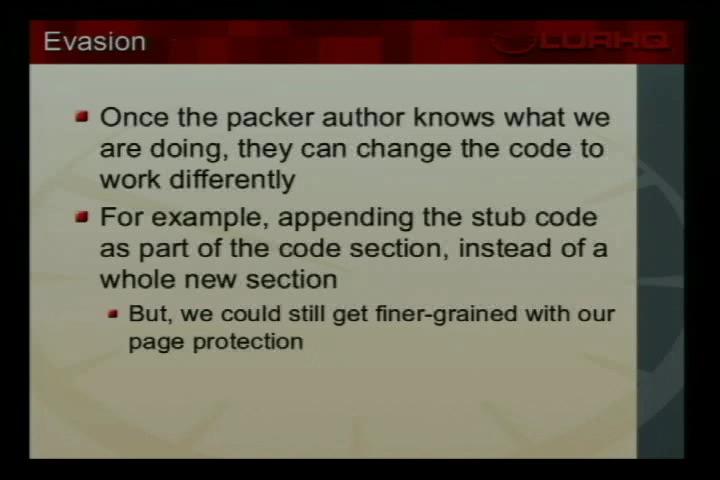 Evasion
LURHQ
Once the packer author knows what we
are doing, they can change the code to
work differently
For example, appending the stub code
as part of the code section, instead of a
whole new section
But, we could still get finer-grained with our
page protection